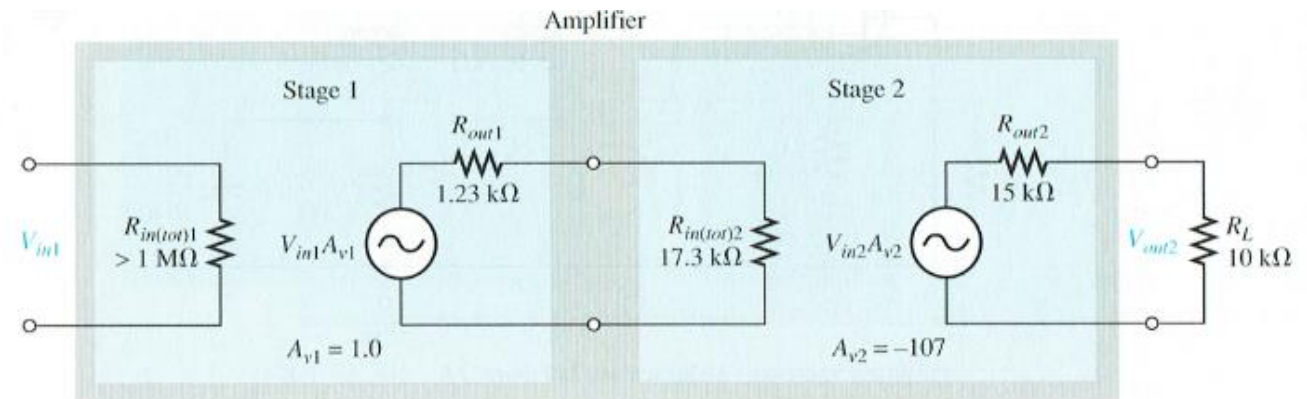 Amplifier
Stage 1
Stage 2
R_out1
1.23 kΩ
R_out2
15 kΩ
V_in1
R_in(tot)1
> 1 MΩ
V_in1A_v1
R_in(tot)2
17.3 kΩ
V_in2A_v2
V_out2
R_L
10 kΩ
A_v1 = 1.0
A_v2 = –107